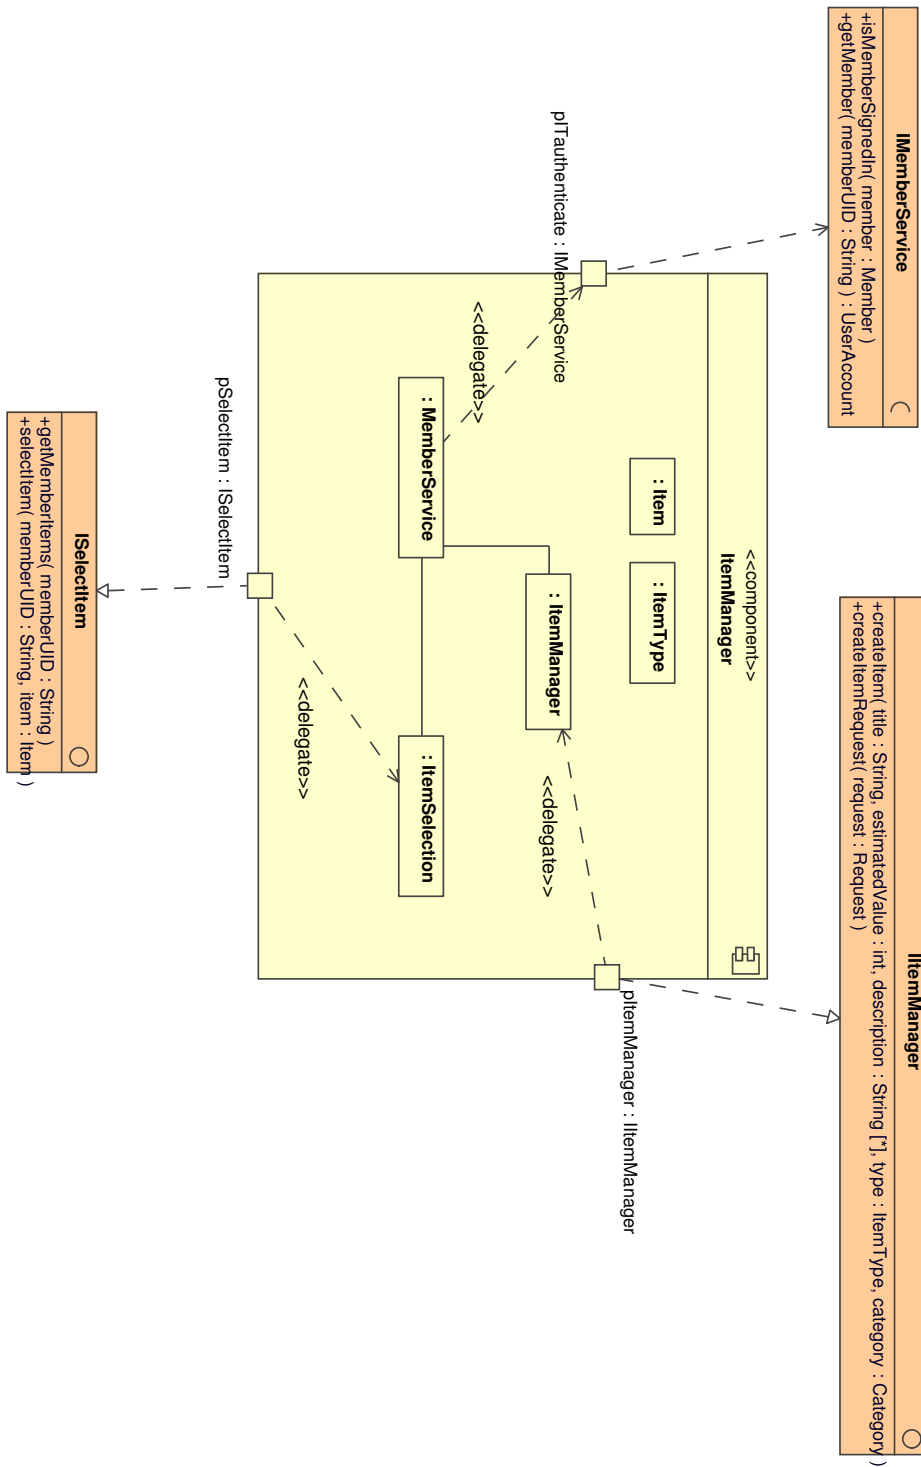 IMemberService
+isMemberSignedIn( member : Member )
+getMember( memberUID : String ) : UserAccount
IItemManager
+createItem( title : String, estimatedValue : int, description : String [*], type : ItemType, category : Category )
+createItemRequest( request : Request )
<<component>>
ItemManager
: Item
: ItemType
pITauthenticate : IMemberService
pItemManager : IItemManager
: ItemManager
<<delegate>>
<<delegate>>
: MemberService
: ItemSelection
<<delegate>>
pSelectItem : ISelectItem
ISelectItem
+getMemberItems( memberUID : String )
+selectItem( memberUID : String, item : Item )